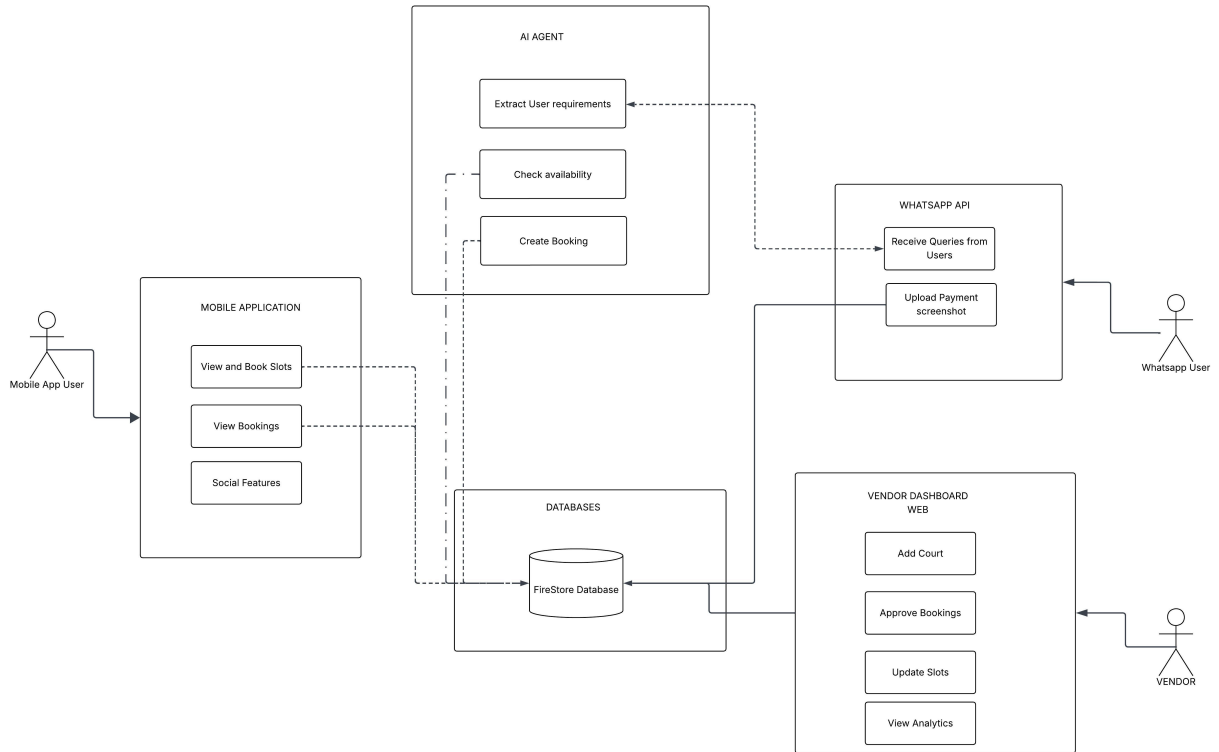 AI AGENT
Extract User requirements
Check availability
Create Booking
WHATSAPP API
Receive Queries from
Users
Upload Payment
screenshot
Whatsapp User
MOBILE APPLICATION
View and Book Slots
View Bookings
Social Features
Mobile App User
DATABASES
FireStore Database
VENDOR DASHBOARD
WEB
Add Court
Approve Bookings
Update Slots
View Analytics
VENDOR